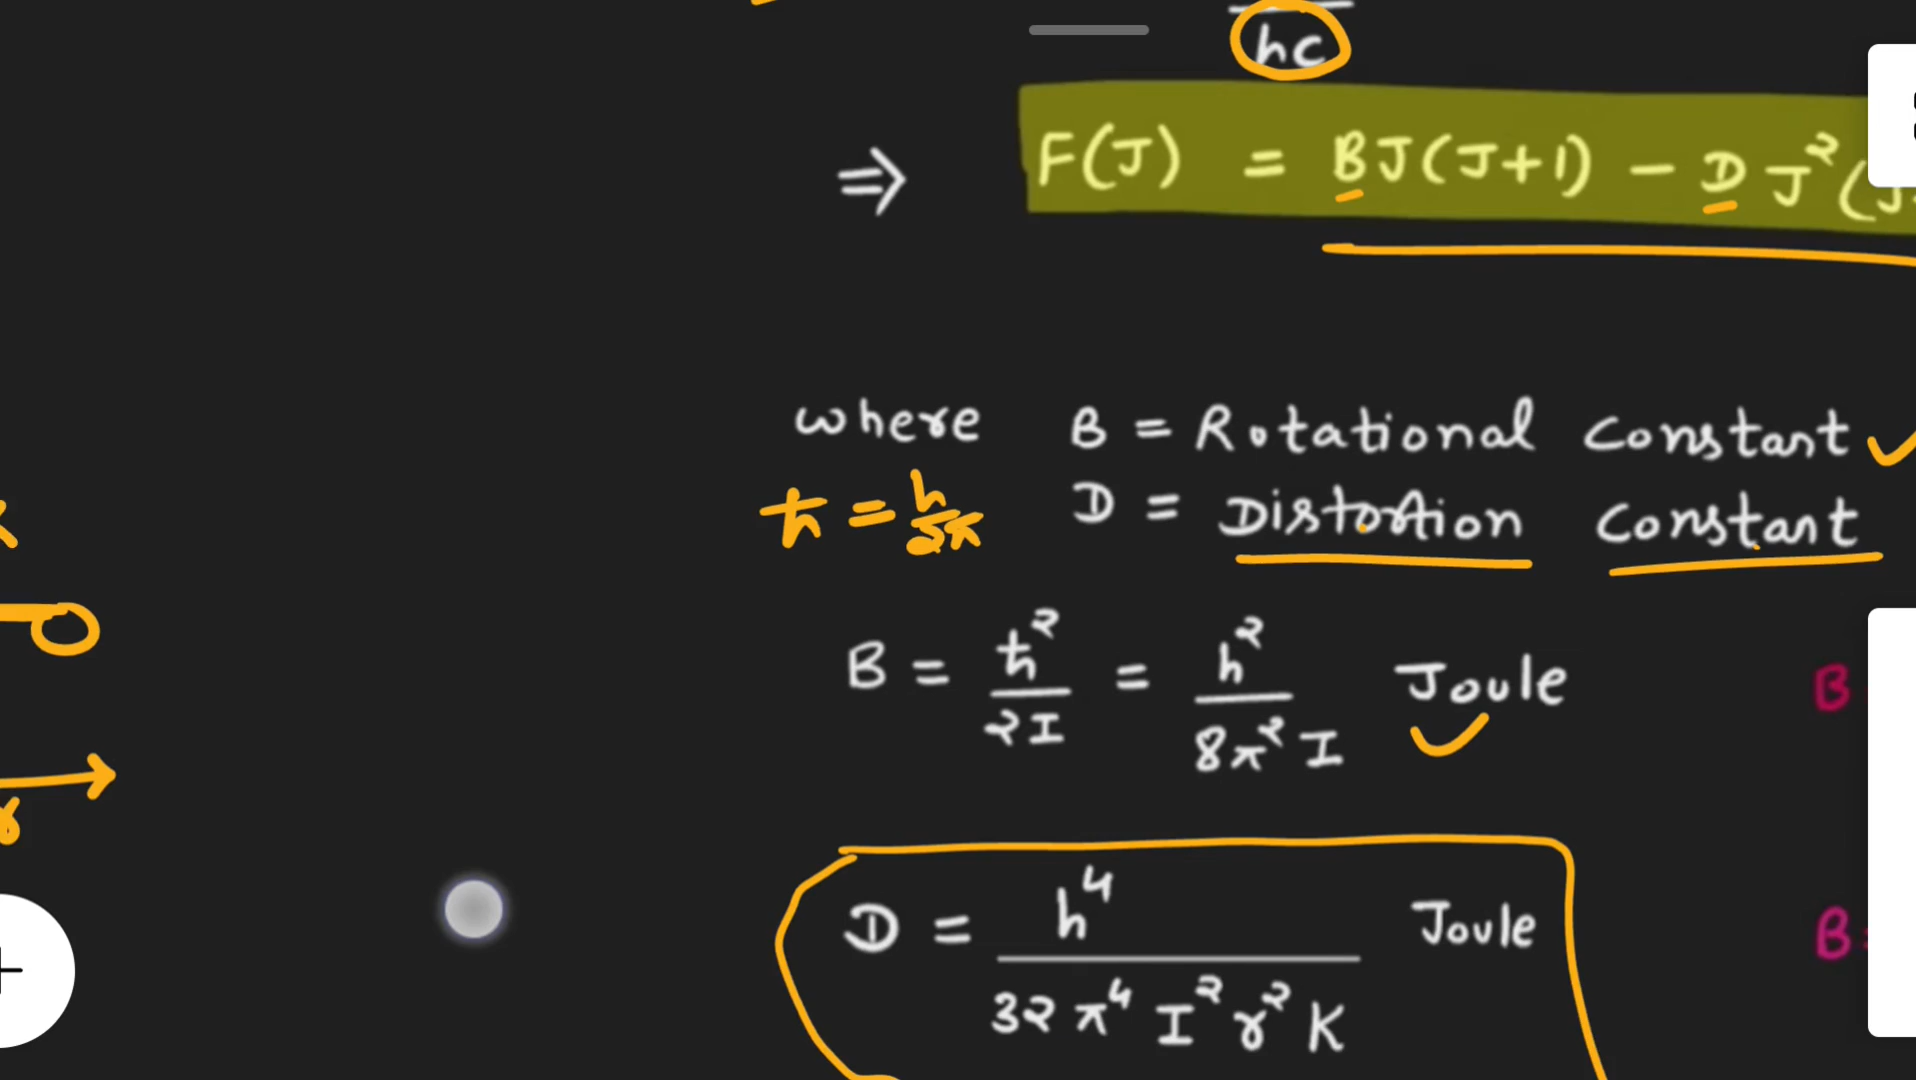 hc
⇒ F(J) = BJ(J+1) - DJ²(J
where B = Rotational Constant
ħ = h/2π D = Distortion Constant
B = ħ²/2I = h²/8π²I Joule B
D = h⁴/32π⁴I²r²K Joule B=
r